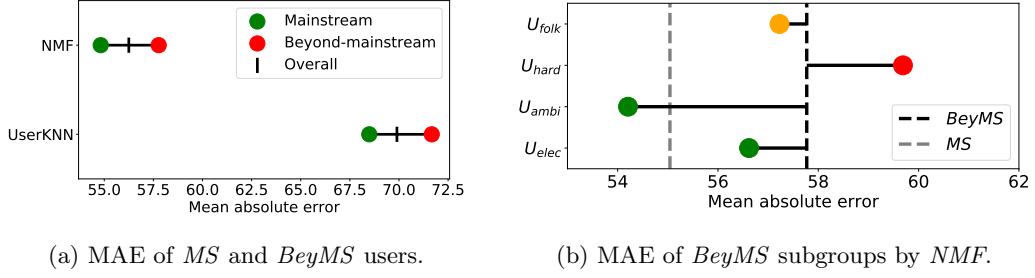 NMF
UserKNN
Mainstream
Beyond-mainstream
Overall
55.0 57.5 60.0 62.5 65.0 67.5 70.0 72.5
Mean absolute error
(a) MAE of MS and BeyMS users.
U_folk
U_hard
U_ambi
U_elec
BeyMS
MS
54 56 58 60 62
Mean absolute error
(b) MAE of BeyMS subgroups by NMF.